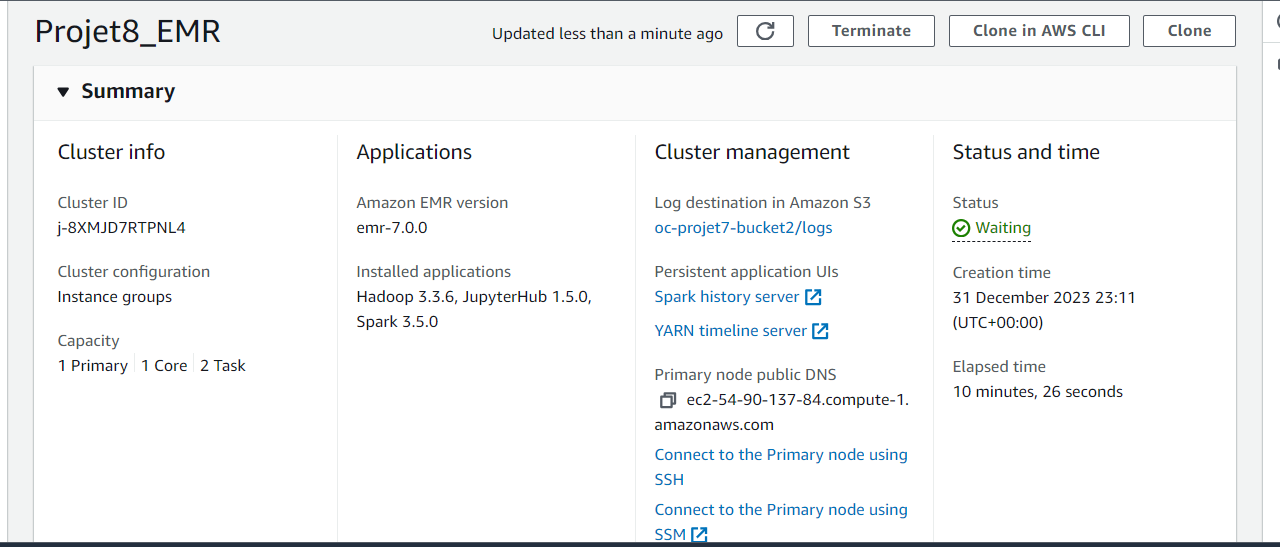 Projet8_EMR
Updated less than a minute ago
Terminate
Clone in AWS CLI
Clone
Summary
Cluster info
Cluster ID
j-8XMJD7RTPNL4
Cluster configuration
Instance groups
Capacity
1 Primary
1 Core
2 Task
Applications
Amazon EMR version
emr-7.0.0
Installed applications
Hadoop 3.3.6, JupyterHub 1.5.0,
Spark 3.5.0
Cluster management
Log destination in Amazon S3
oc-projet7-bucket2/logs
Persistent application UIs
Spark history server
YARN timeline server
Primary node public DNS
ec2-54-90-137-84.compute-1.
amazonaws.com
Connect to the Primary node using
SSH
Connect to the Primary node using
SSM
Status and time
Status
Waiting
Creation time
31 December 2023 23:11
(UTC+00:00)
Elapsed time
10 minutes, 26 seconds